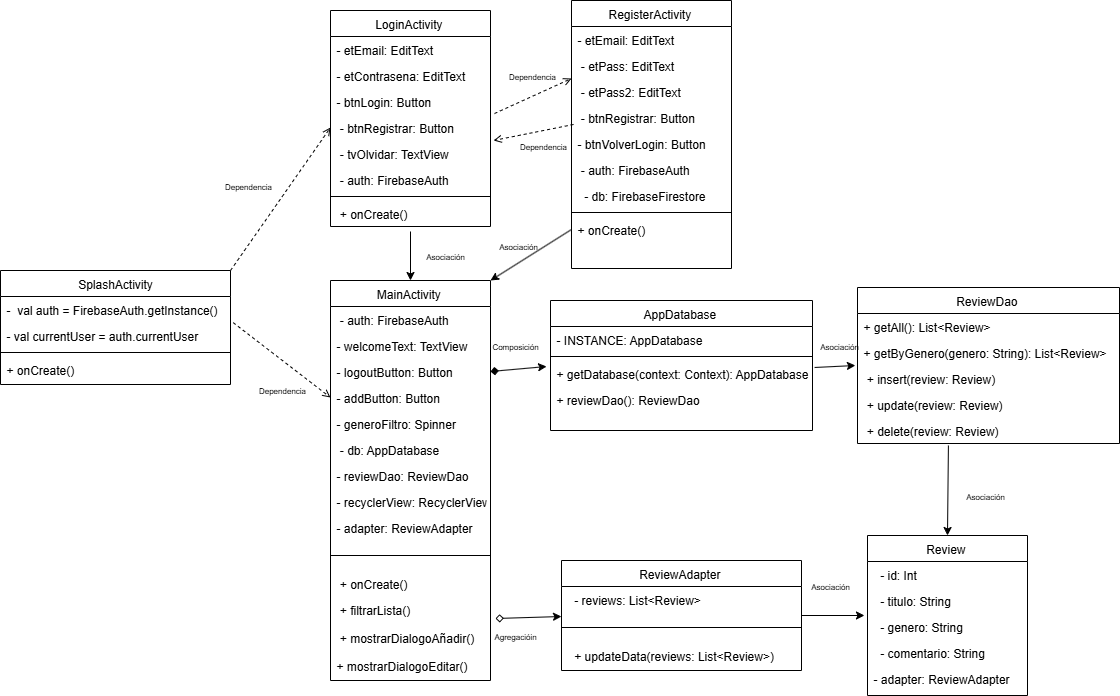 LoginActivity
- etEmail: EditText
- etContrasena: EditText
- btnLogin: Button
- btnRegistrar: Button
- tvOlvidar: TextView
- auth: FirebaseAuth
+ onCreate()
RegisterActivity
- etEmail: EditText
- etPass: EditText
- etPass2: EditText
- btnRegistrar: Button
- btnVolverLogin: Button
- auth: FirebaseAuth
- db: FirebaseFirestore
+ onCreate()
Dependencia
Dependencia
Dependencia
Asociación
Asociación
SplashActivity
- val auth = FirebaseAuth.getInstance()
- val currentUser = auth.currentUser
+ onCreate()
Dependencia
MainActivity
- auth: FirebaseAuth
- welcomeText: TextView
- logoutButton: Button
- addButton: Button
- generoFiltro: Spinner
- db: AppDatabase
- reviewDao: ReviewDao
- recyclerView: RecyclerView
- adapter: ReviewAdapter
+ onCreate()
+ filtrarLista()
+ mostrarDialogoAñadir()
+ mostrarDialogoEditar()
Composición
AppDatabase
- INSTANCE: AppDatabase
+ getDatabase(context: Context): AppDatabase
+ reviewDao(): ReviewDao
Asociación
ReviewDao
+ getAll(): List<Review>
+ getByGenero(genero: String): List<Review>
+ insert(review: Review)
+ update(review: Review)
+ delete(review: Review)
Asociación
Agregacióin
ReviewAdapter
- reviews: List<Review>
+ updateData(reviews: List<Review>)
Asociación
Review
- id: Int
- titulo: String
- genero: String
- comentario: String
- adapter: ReviewAdapter